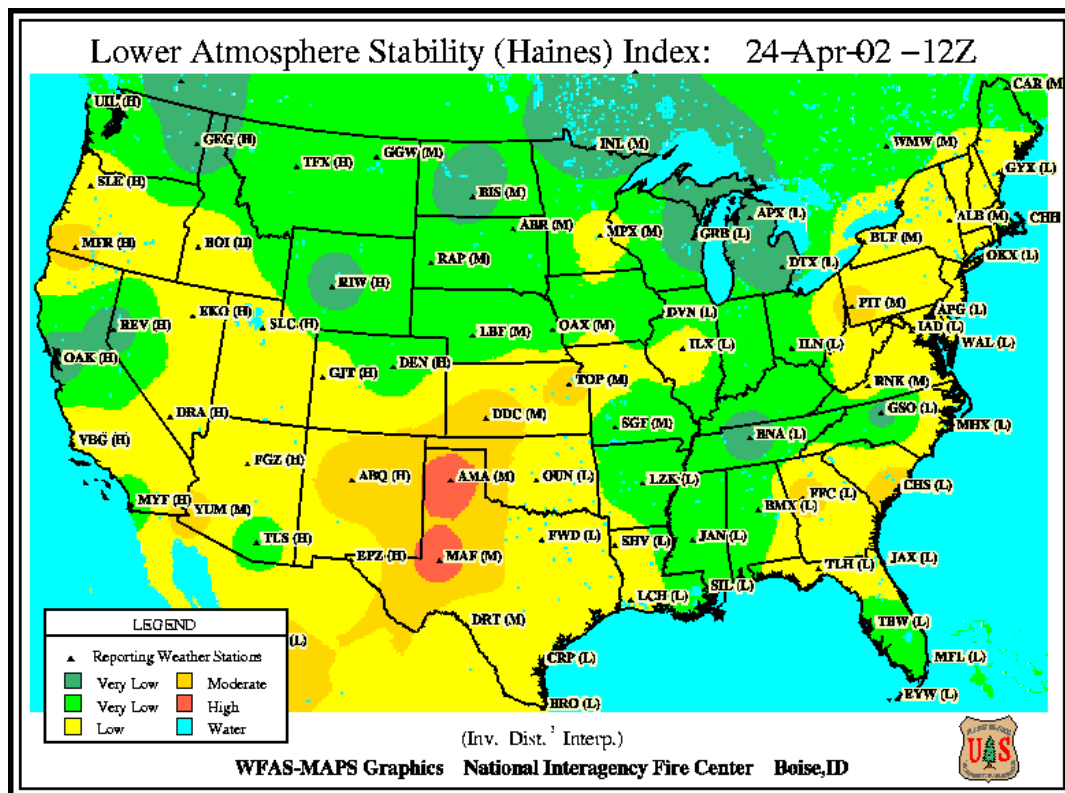 Lower Atmosphere Stability (Haines) Index: 24-Apr-02 -12Z
CAR (M)
UIL (H)
GEG (H)
TFX (H)
GGW (M)
INL (M)
WMW (M)
GYX (L)
SLE (H)
BIS (M)
APX (L)
ALB (M)
CHH
MFR (H)
BOI (H)
ABR (M)
MPX (M)
GRB (L)
BUF (M)
OKX (L)
RAP (M)
DTX (L)
RIW (H)
PIT (M)
APG (L)
EKO (H)
REV (H)
SLC (H)
LBF (M)
OAX (M)
DVN (L)
IAD (L)
OAK (H)
ILX (L)
ILN (L)
WAL (L)
GJT (H)
DEN (H)
TOP (M)
RNK (M)
DRA (H)
DDC (M)
SGF (M)
GSO (L)
MHX (L)
VBG (H)
BNA (L)
FGZ (H)
ABQ (H)
AMA (M)
OUN (L)
LZK (L)
FFC (L)
CHS (L)
MYF (H)
YUM (M)
BMX (L)
TUS (H)
EPZ (H)
MAF (M)
FWD (L)
SHV (L)
JAN (L)
JAX (L)
TLH (L)
LCH (L)
SIL (L)
DRT (M)
TBW (L)
(L)
CRP (L)
MFL (L)
BRO (L)
EYW (L)
LEGEND
Reporting Weather Stations
Very Low
Moderate
Very Low
High
Low
Water
(Inv. Dist.² Interp.)
WFAS-MAPS Graphics National Interagency Fire Center Boise,ID
U S